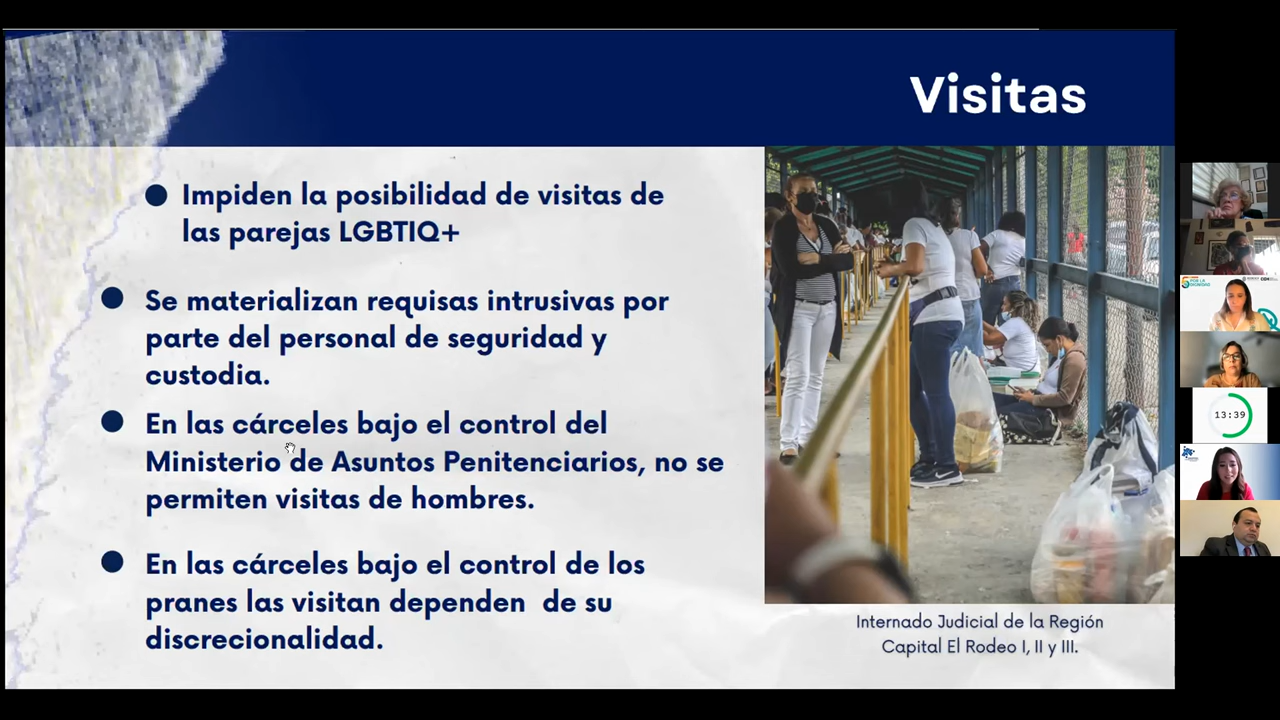 Visitas
Impiden la posibilidad de visitas de
las parejas LGBTIQ+
Se materializan requisas intrusivas por
parte del personal de seguridad y
custodia.
En las cárceles bajo el control del
Ministerio de Asuntos Penitenciarios, no se
permiten visitas de hombres.
En las cárceles bajo el control de los
pranes las visitan dependen de su
discrecionalidad.
Internado Judicial de la Región
Capital El Rodeo I, II y III.
13:39